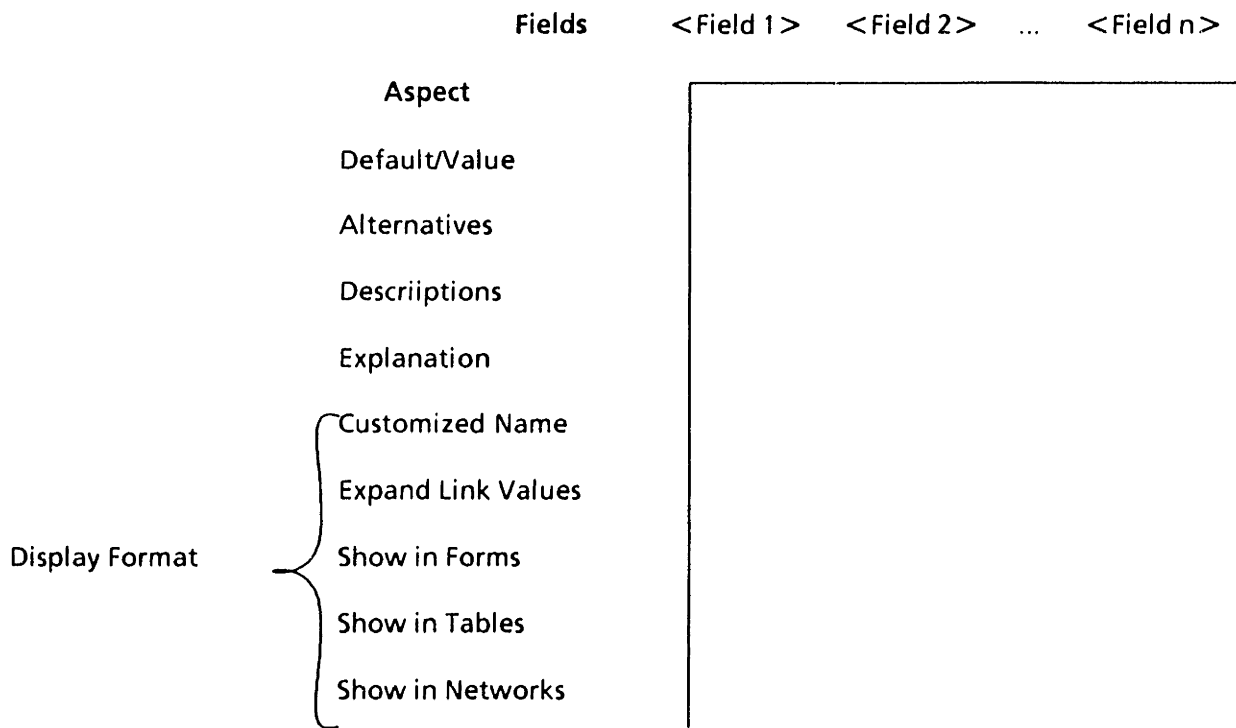 Fields <Field 1> <Field 2> ... <Field n>
Aspect
Default/Value
Alternatives
Descriiptions
Explanation
Customized Name
Expand Link Values
Display Format Show in Forms
Show in Tables
Show in Networks